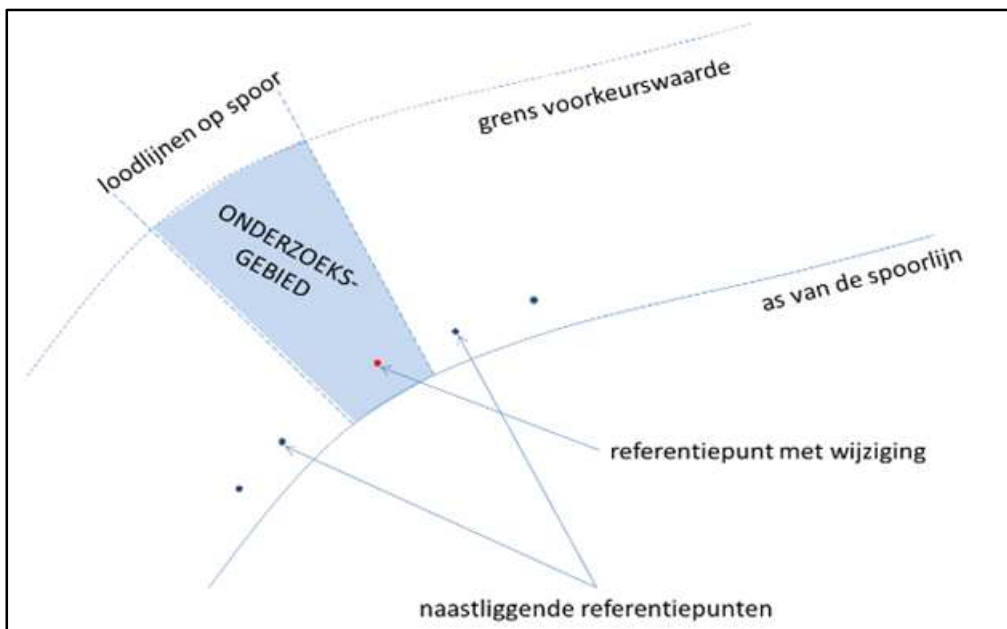 loodlijnen op spoor
grens voorkeurswaarde
ONDERZOEKS-
GEBIED
as van de spoorlijn
referentiepunt met wijziging
naastliggende referentiepunten